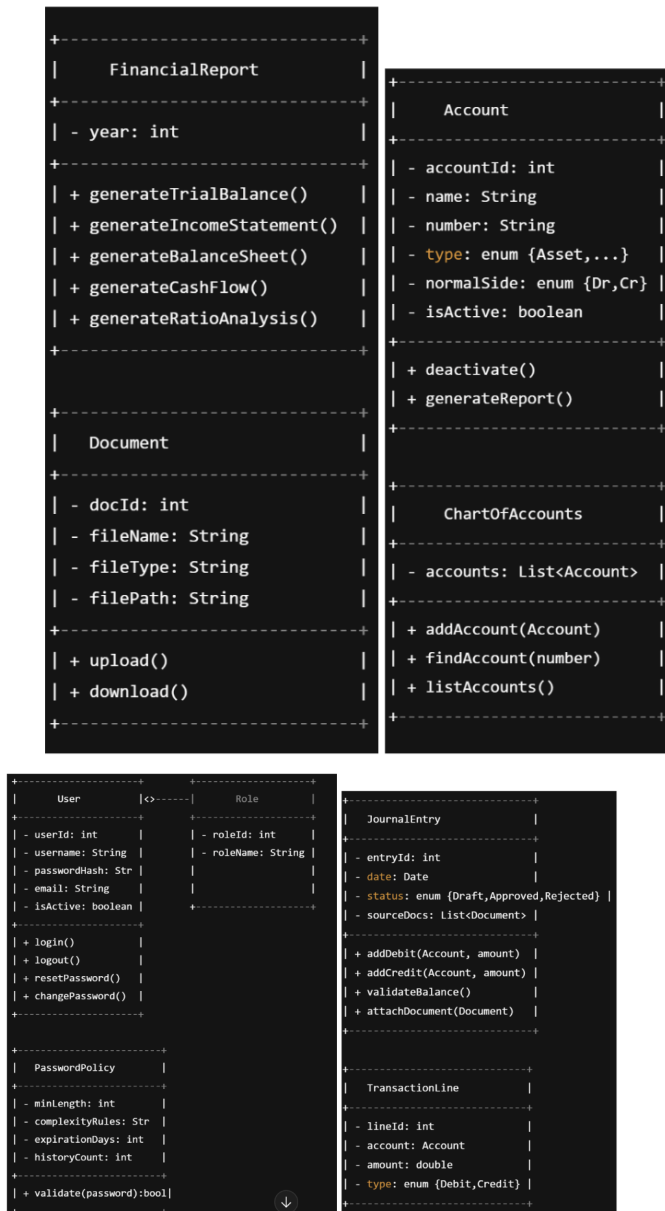 FinancialReport
- year: int
+ generateTrialBalance()
+ generateIncomeStatement()
+ generateBalanceSheet()
+ generateCashFlow()
+ generateRatioAnalysis()
Document
- docId: int
- fileName: String
- fileType: String
- filePath: String
+ upload()
+ download()
Account
- accountId: int
- name: String
- number: String
- type: enum {Asset,...}
- normalSide: enum {Dr,Cr}
- isActive: boolean
+ deactivate()
+ generateReport()
ChartOfAccounts
- accounts: List<Account>
+ addAccount(Account)
+ findAccount(number)
+ listAccounts()
User |<>------| Role
- userId: int
- username: String
- passwordHash: Str
- email: String
- isActive: boolean
+ login()
+ logout()
+ resetPassword()
+ changePassword()
- roleId: int
- roleName: String
PasswordPolicy
- minLength: int
- complexityRules: Str
- expirationDays: int
- historyCount: int
+ validate(password):bool
JournalEntry
- entryId: int
- date: Date
- status: enum {Draft,Approved,Rejected}
- sourceDocs: List<Document>
+ addDebit(Account, amount)
+ addCredit(Account, amount)
+ validateBalance()
+ attachDocument(Document)
TransactionLine
- lineId: int
- account: Account
- amount: double
- type: enum {Debit,Credit}